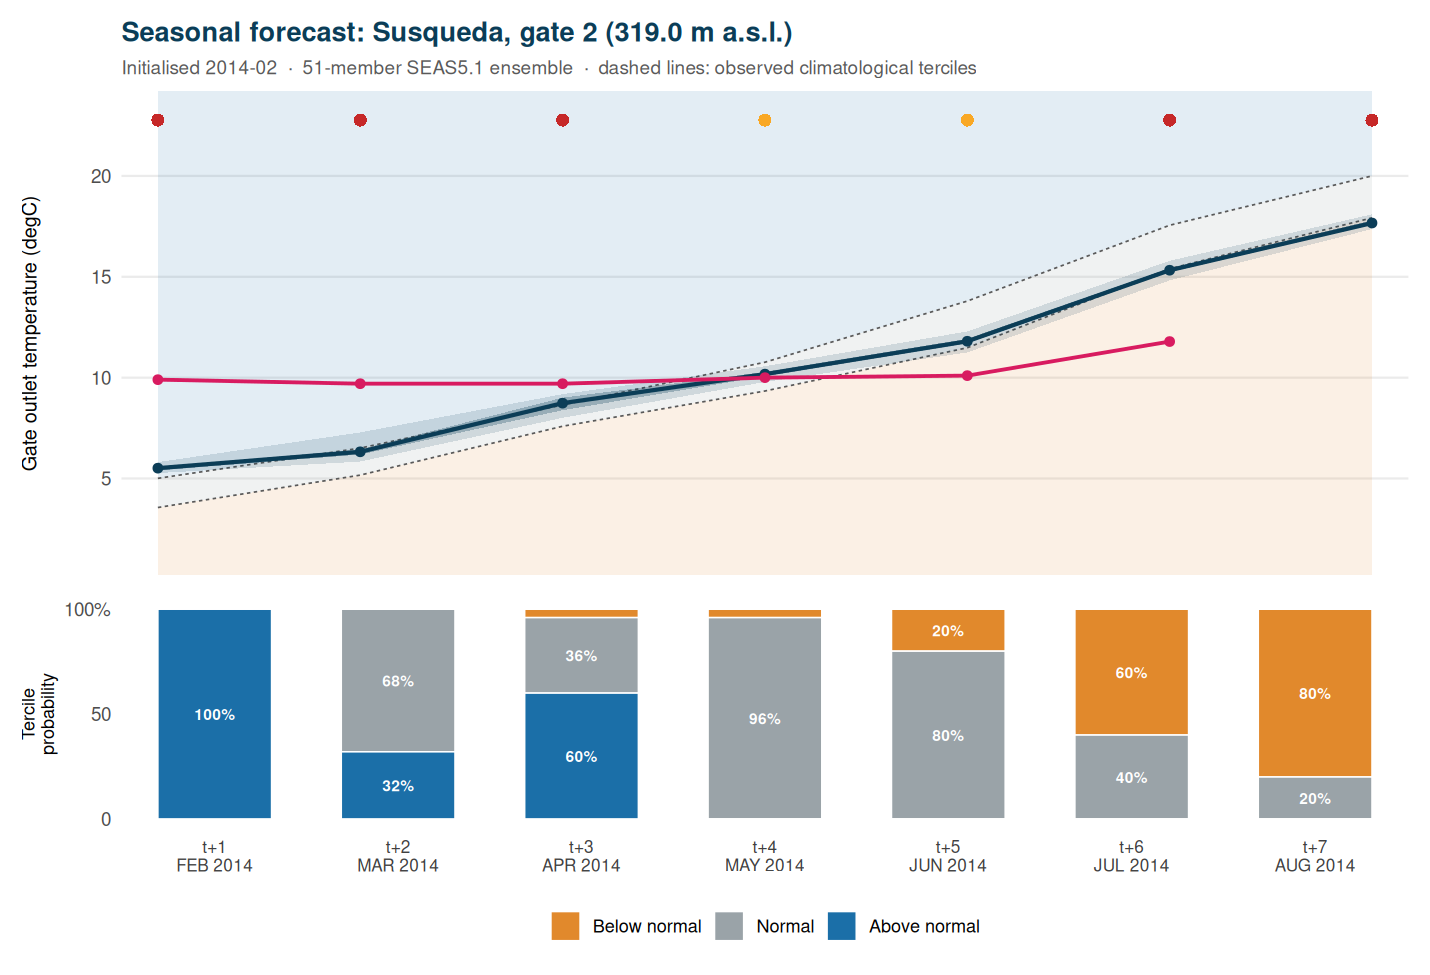 Seasonal forecast: Susqueda, gate 2 (319.0 m a.s.l.)
Initialised 2014-02 · 51-member SEAS5.1 ensemble · dashed lines: observed climatological terciles
Gate outlet temperature (degC)
20
15
10
5
Tercile
probability
100%
50
0
100%
68%
32%
36%
60%
96%
20%
80%
60%
40%
80%
20%
t+1
FEB 2014
t+2
MAR 2014
t+3
APR 2014
t+4
MAY 2014
t+5
JUN 2014
t+6
JUL 2014
t+7
AUG 2014
Below normal
Normal
Above normal